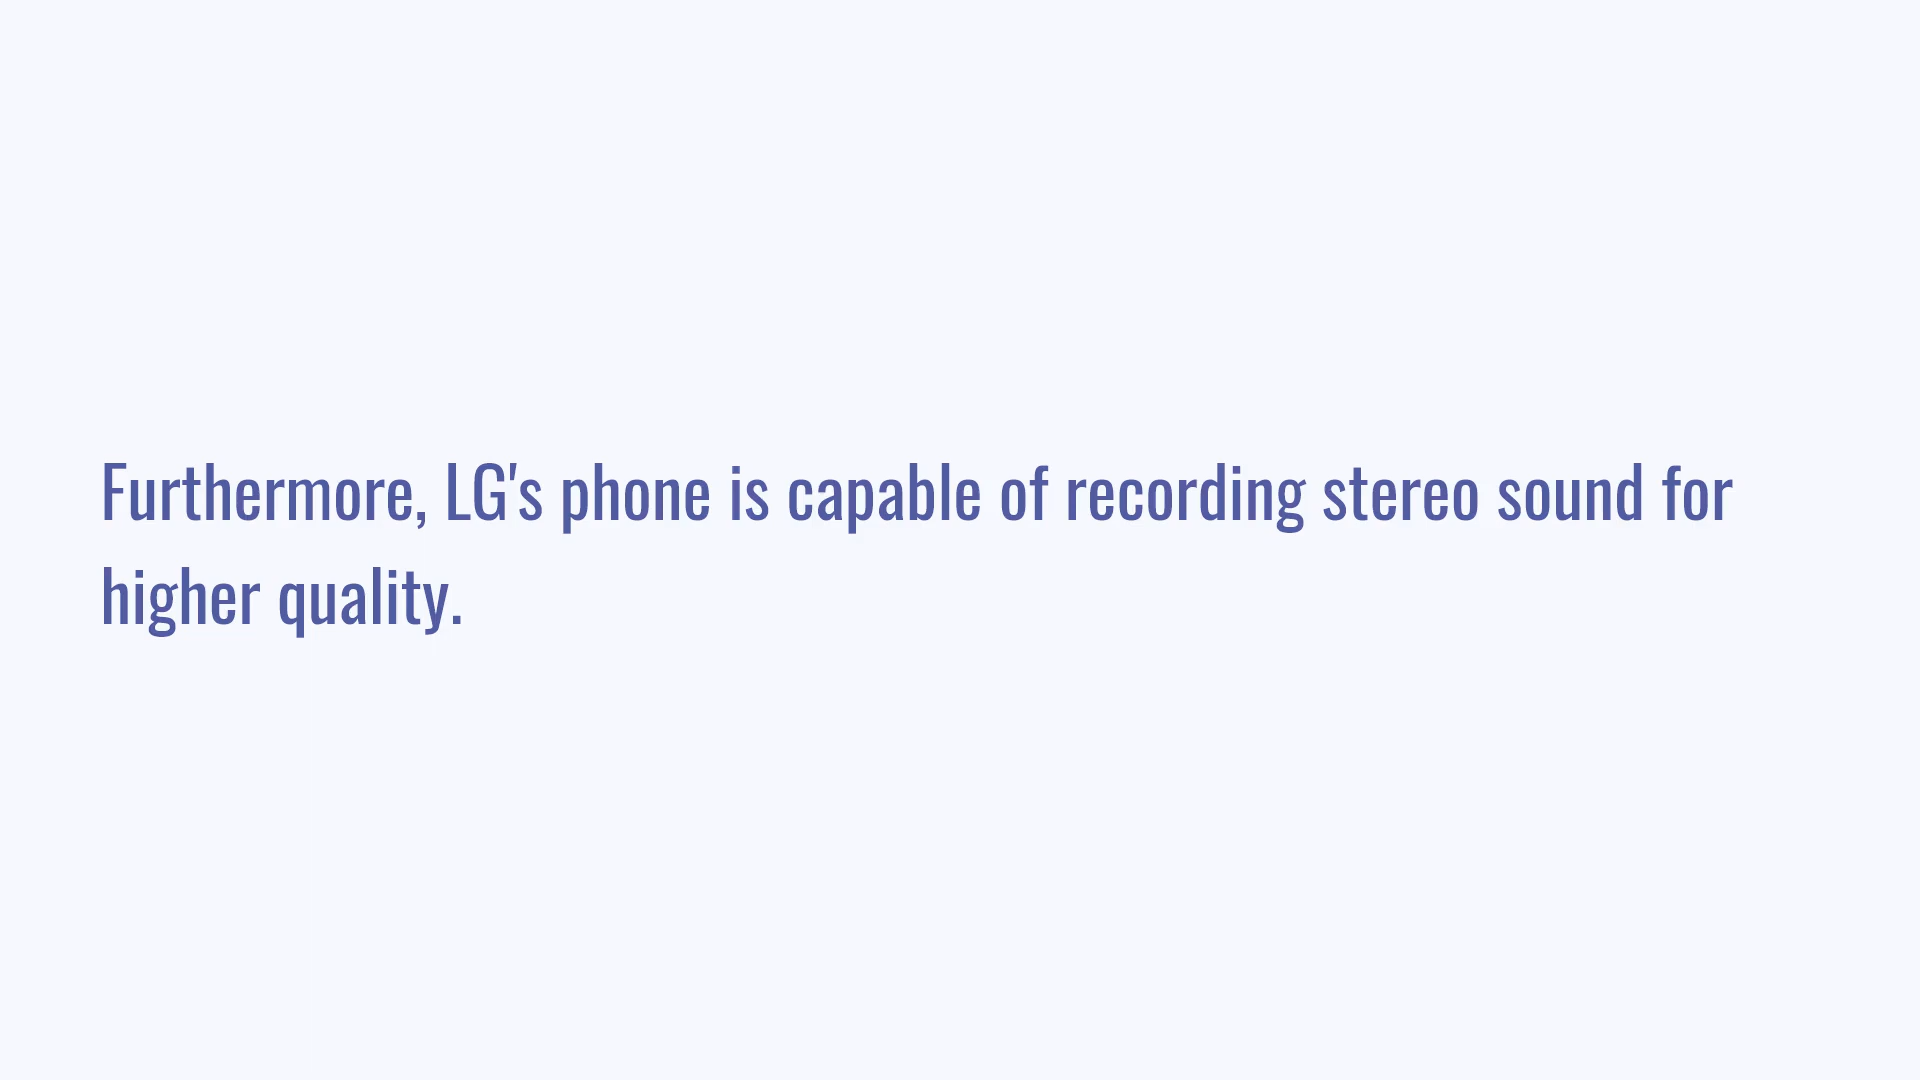 Furthermore, LG's phone is capable of recording stereo sound for
higher quality.